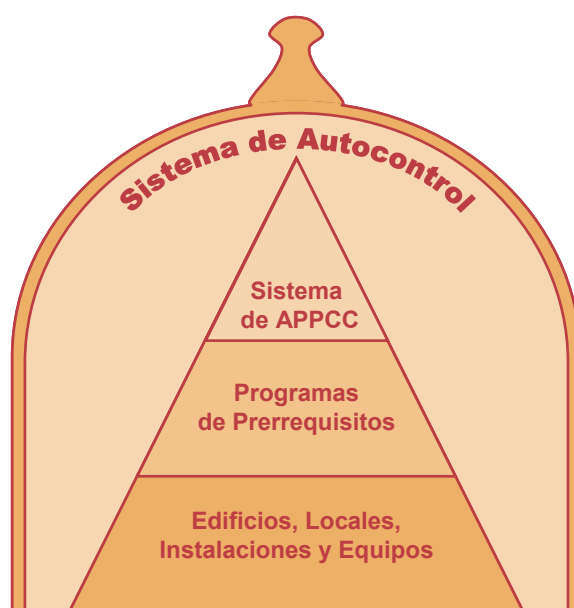 Sistema de Autocontrol
Sistema
de APPCC
Programas
de Prerrequisitos
Edificios, Locales,
Instalaciones y Equipos